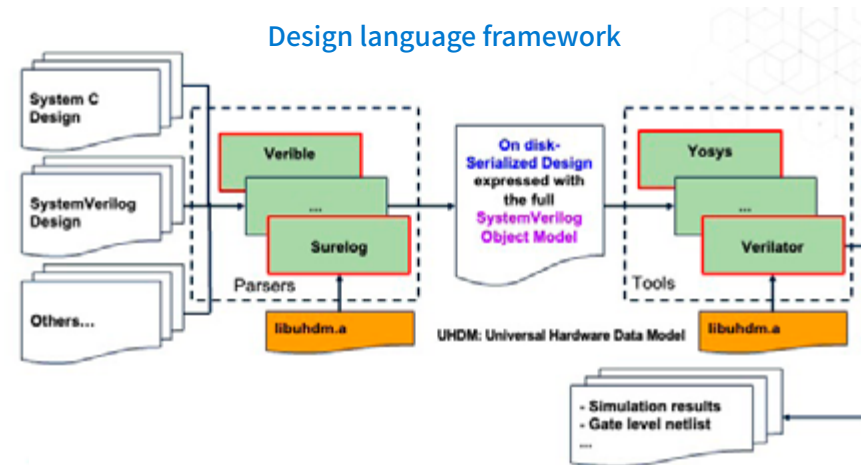 Design language framework
System C
Design
SystemVerilog
Design
Others...
Verible
...
Surelog
Parsers
libuhdm.a
On disk-
Serialized Design
expressed with
the full
SystemVerilog
Object Model
UHDM: Universal Hardware Data Model
Yosys
...
Verilator
Tools
libuhdm.a
- Simulation results
- Gate level netlist
...